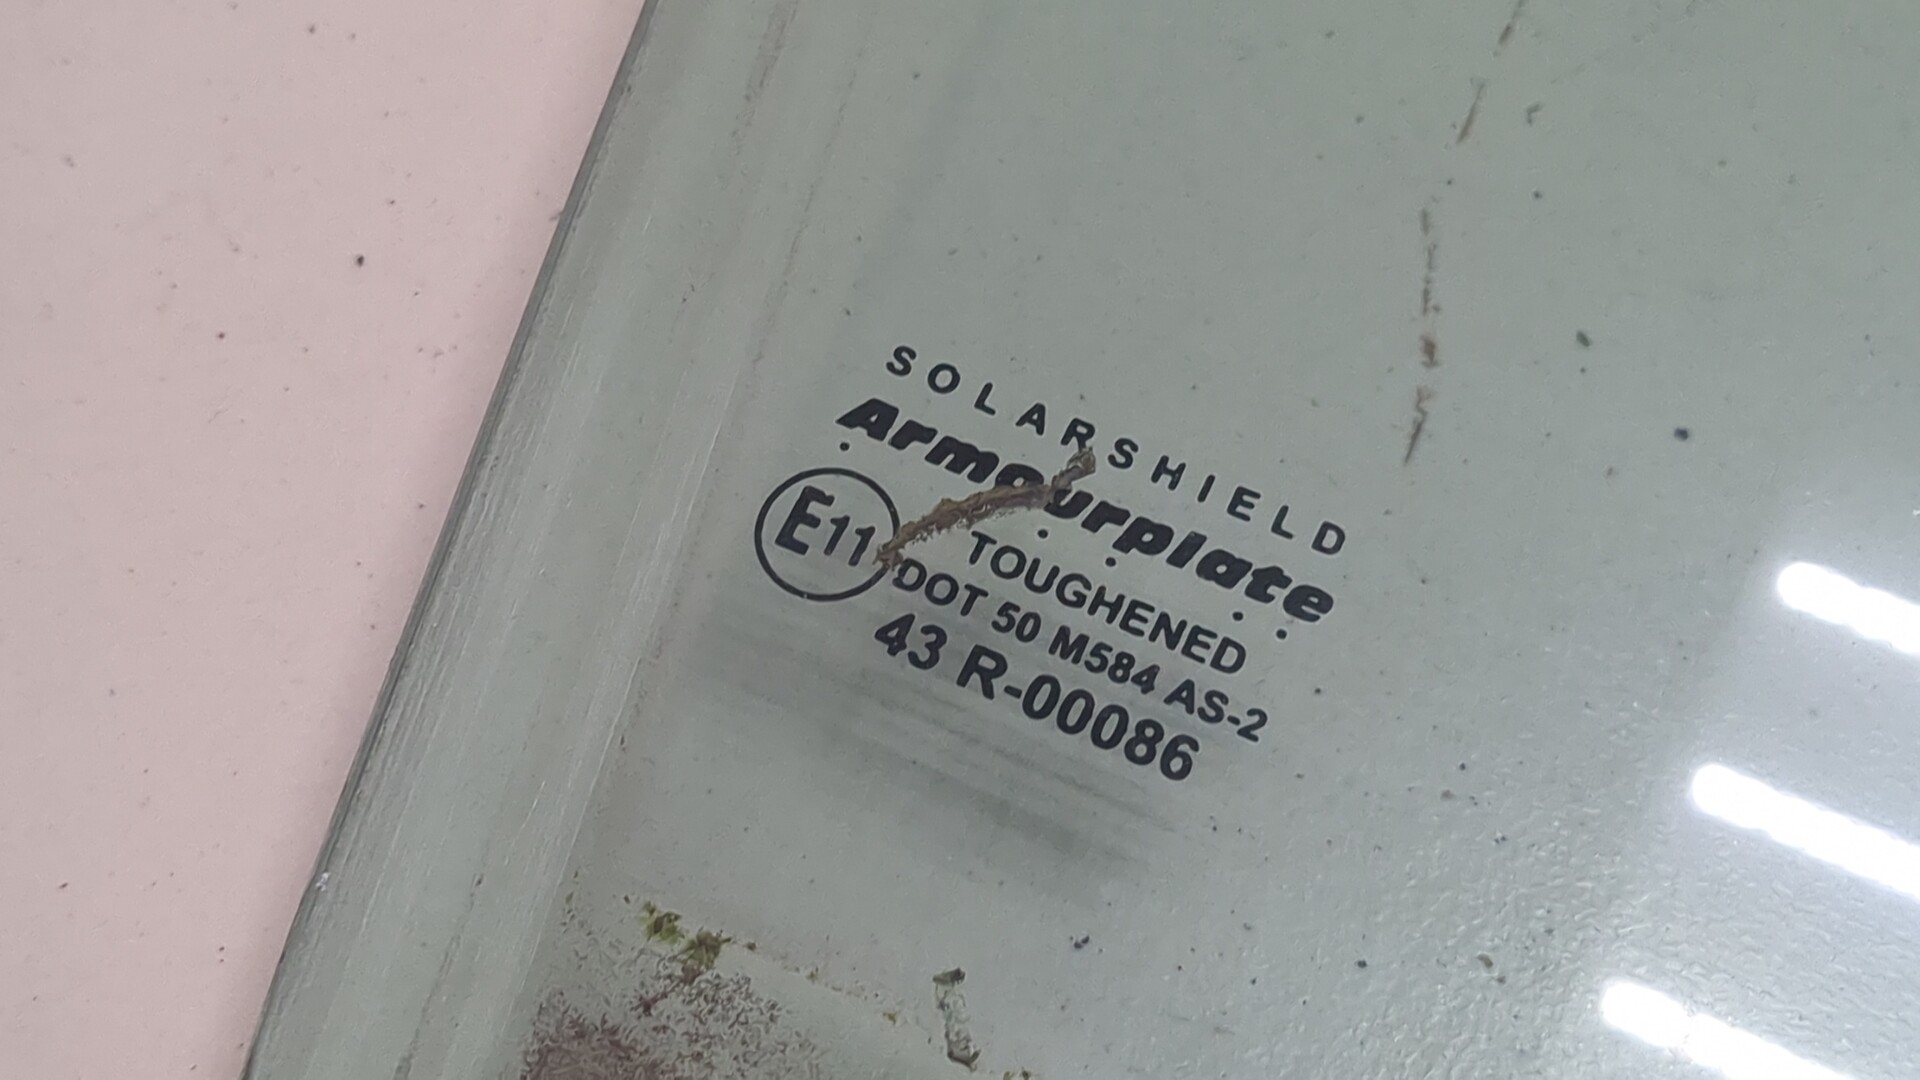 SOLARSHIELD
Armourplate
E11 TOUGHENED
DOT 50 M584 AS-2
43 R-00086